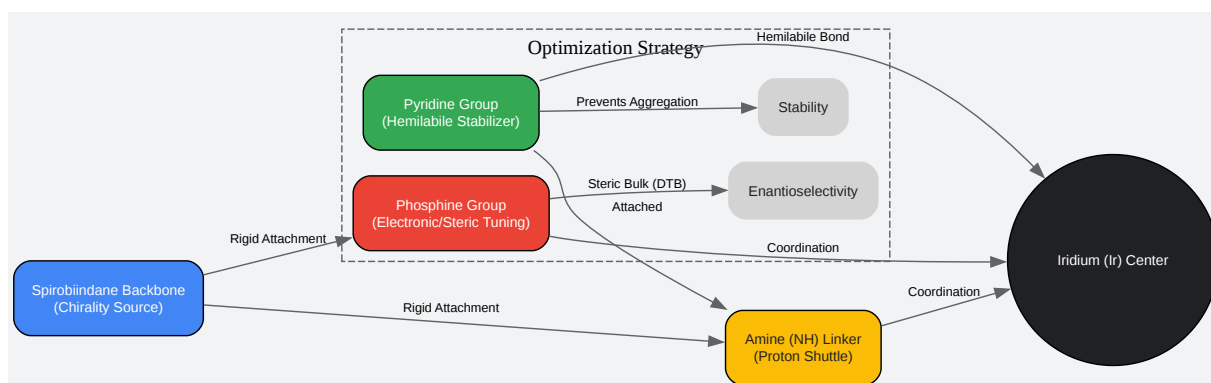 Optimization Strategy
Hemilabile Bond
Pyridine Group
(Hemilabile Stabilizer)
Prevents Aggregation
Stability
Phosphine Group
(Electronic/Steric Tuning)
Steric Bulk (DTB)
Attached
Enantioselectivity
Rigid Attachment
Coordination
Iridium (Ir) Center
Spirobiindane Backbone
(Chirality Source)
Rigid Attachment
Coordination
Amine (NH) Linker
(Proton Shuttle)